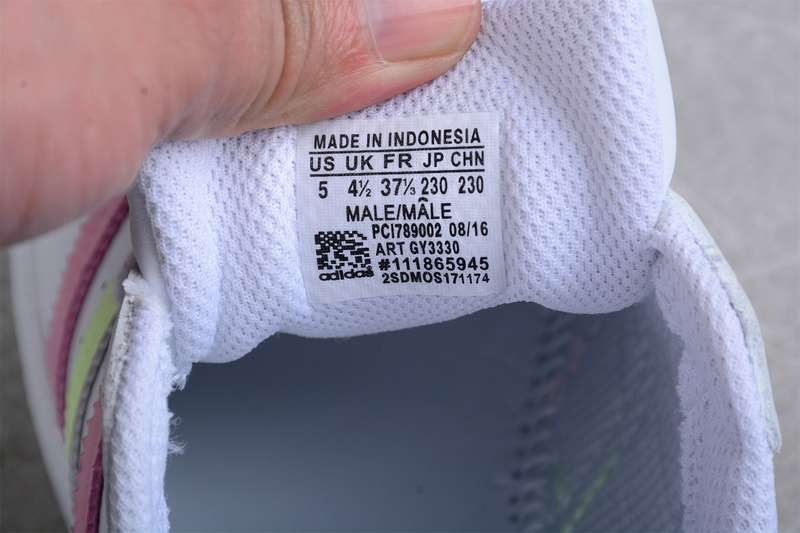 MADE IN INDONESIA
US UK FR JP CHN
5 4½ 37⅓ 230 230
MALE/MÂLE
PCI789002 08/16
ART GY3330
#111865945
adidas
2SDMOS171174